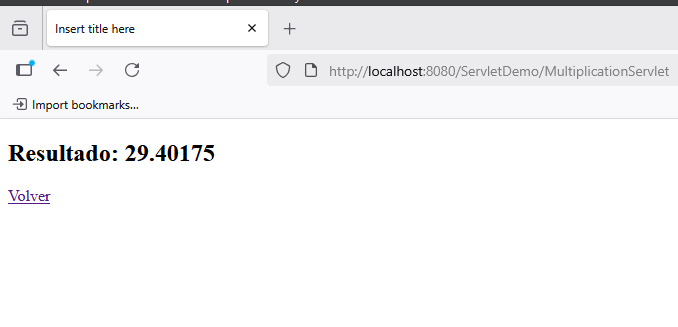 Insert title here
http://localhost:8080/ServletDemo/MultiplicationServlet
Import bookmarks...
Resultado: 29.40175
Volver